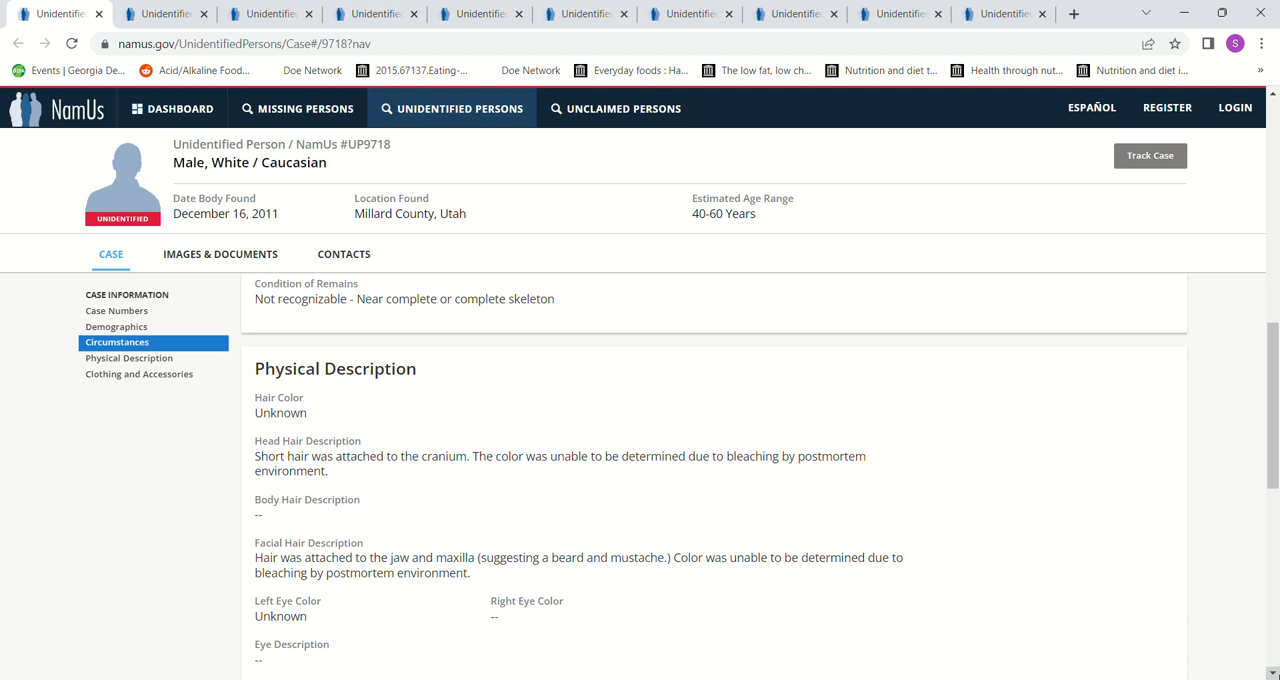 Unidentifie Unidentifie Unidentifie Unidentifie Unidentifie Unidentifie Unidentifie Unidentifie Unidentifie Unidentifie
namus.gov/UnidentifiedPersons/Case#/9718?nav S
Events | Georgia De... Acid/Alkaline Food... Doe Network 2015.67137.Eating-... Doe Network Everyday foods : Ha... The low fat, low ch... Nutrition and diet t... Health through nut... Nutrition and diet i... »
NamUs DASHBOARD MISSING PERSONS UNIDENTIFIED PERSONS UNCLAIMED PERSONS ESPAÑOL REGISTER LOGIN
Unidentified Person / NamUs #UP9718
Male, White / Caucasian
Track Case
Date Body Found Location Found Estimated Age Range
December 16, 2011 Millard County, Utah 40-60 Years
UNIDENTIFIED
CASE IMAGES & DOCUMENTS CONTACTS
CASE INFORMATION
Case Numbers
Demographics
Circumstances
Physical Description
Clothing and Accessories
Condition of Remains
Not recognizable - Near complete or complete skeleton
Physical Description
Hair Color
Unknown
Head Hair Description
Short hair was attached to the cranium. The color was unable to be determined due to bleaching by postmortem
environment.
Body Hair Description
--
Facial Hair Description
Hair was attached to the jaw and maxilla (suggesting a beard and mustache.) Color was unable to be determined due to
bleaching by postmortem environment.
Left Eye Color Right Eye Color
Unknown --
Eye Description
--